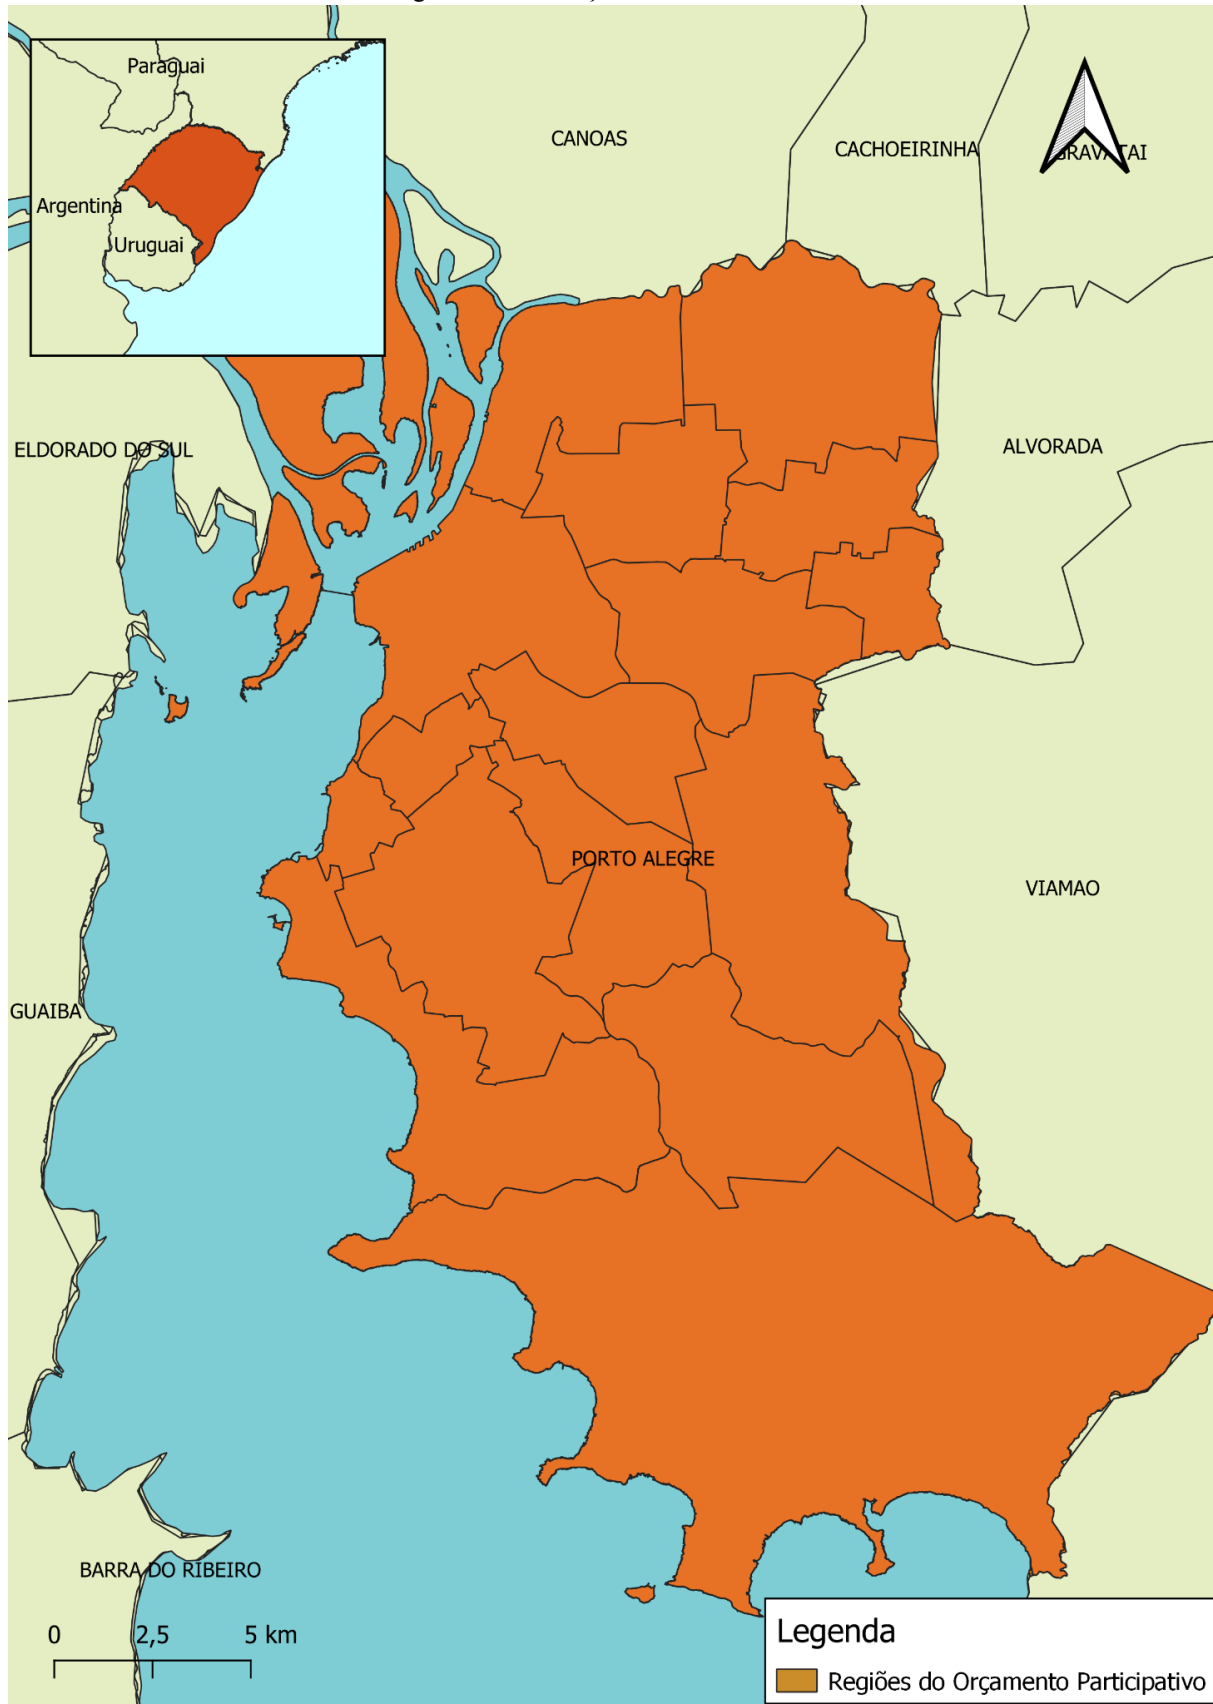 Paraguai
Argentina
Uruguai
CANOAS
CACHOEIRINHA
GRAVATAI
ELDORADO DO SUL
ALVORADA
PORTO ALEGRE
VIAMAO
GUAIBA
BARRA DO RIBEIRO
0 2,5 5 km
Legenda
Regiões do Orçamento Participativo